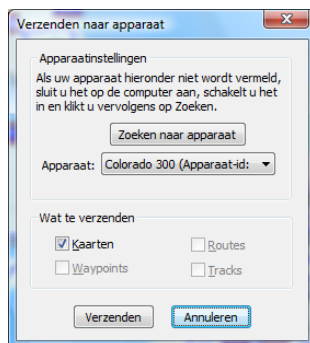 Verzenden naar apparaat
Apparaatinstellingen
Als uw apparaat hieronder niet wordt vermeld,
sluit u het op de computer aan, schakelt u het
in en klikt u vervolgens op Zoeken.
Zoeken naar apparaat
Apparaat: Colorado 300 (Apparaat-id:
Wat te verzenden
Kaarten Routes
Waypoints Tracks
Verzenden Annuleren